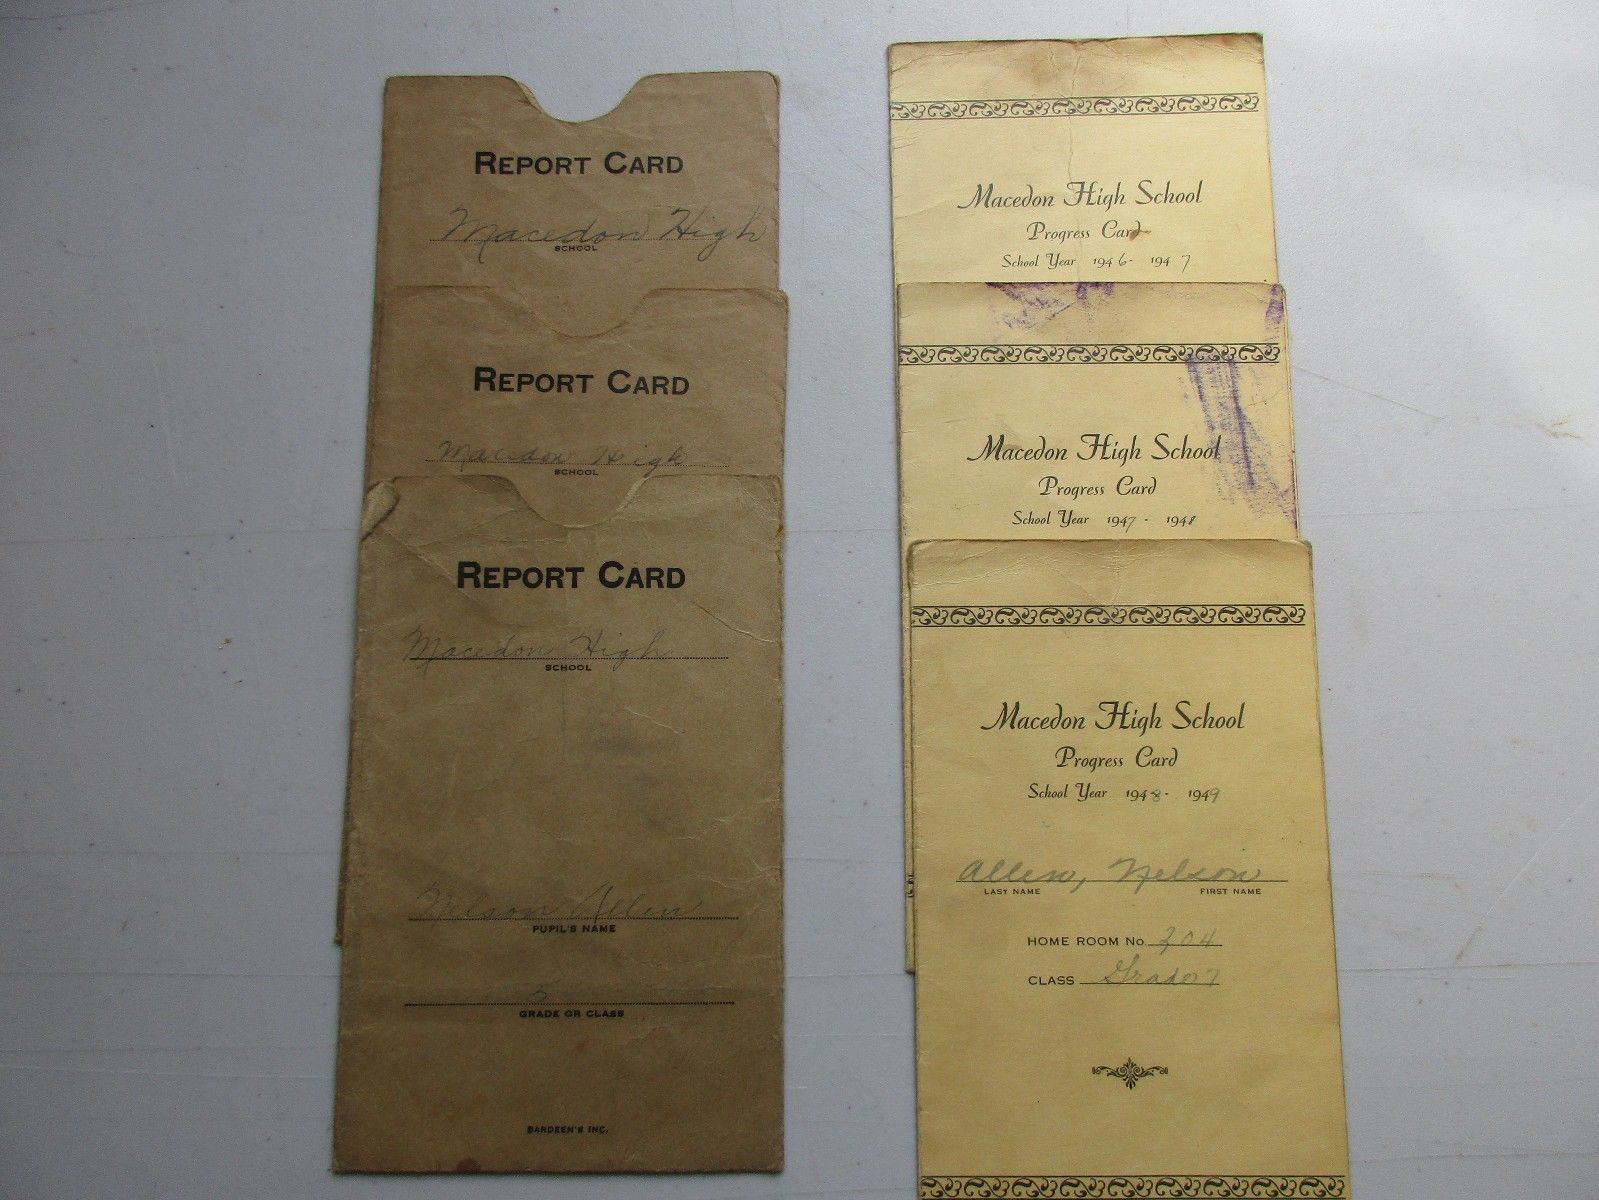 REPORT CARD
Macedon High
SCHOOL
REPORT CARD
Macedon High
SCHOOL
REPORT CARD
Macedon High
SCHOOL
Nelson Allen
PUPIL'S NAME
5
GRADE OR CLASS
BARDEEN'S INC.
Macedon High School
Progress Card
School Year 1946- 1947
Macedon High School
Progress Card
School Year 1947 - 1948
Macedon High School
Progress Card
School Year 1948- 1949
Allen, Nelson
LAST NAME FIRST NAME
HOME ROOM No. 204
CLASS Grade 7